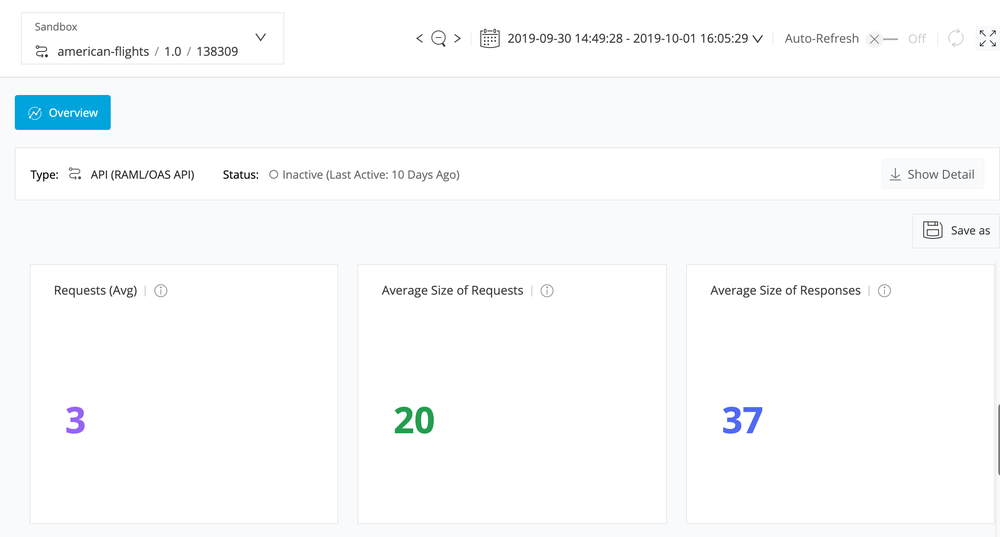 Sandbox
american-flights / 1.0 / 138309
2019-09-30 14:49:28 - 2019-10-01 16:05:29
Auto-Refresh
Off
Overview
Type: API (RAML/OAS API) Status: Inactive (Last Active: 10 Days Ago)
Show Detail
Save as
Requests (Avg)
Average Size of Requests
Average Size of Responses
3
20
37